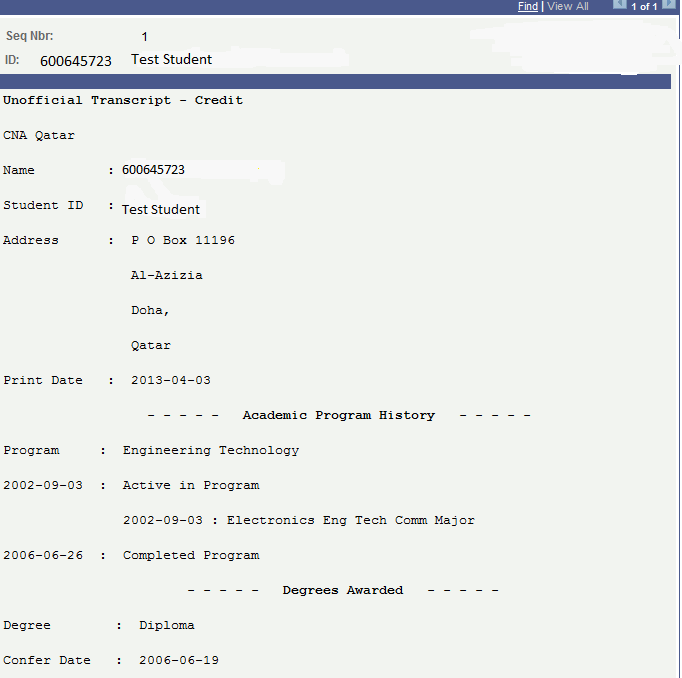 Find | View All 1 of 1
Seq Nbr: 1
ID: 600645723 Test Student
Unofficial Transcript - Credit
CNA Qatar
Name : 600645723
Student ID : Test Student
Address : P O Box 11196
Al-Azizia
Doha,
Qatar
Print Date : 2013-04-03
- - - - - Academic Program History - - - - -
Program : Engineering Technology
2002-09-03 : Active in Program
2002-09-03 : Electronics Eng Tech Comm Major
2006-06-26 : Completed Program
- - - - - Degrees Awarded - - - - -
Degree : Diploma
Confer Date : 2006-06-19